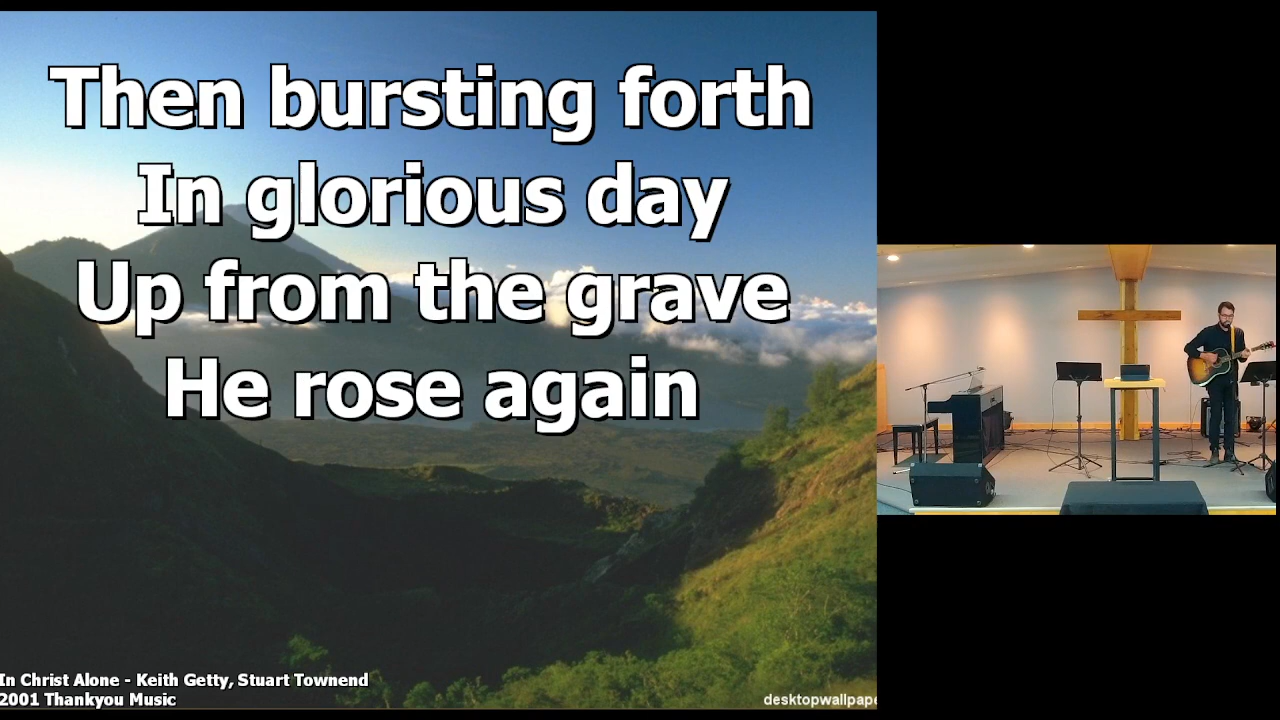 Then bursting forth
In glorious day
Up from the grave
He rose again
In Christ Alone - Keith Getty, Stuart Townend
2001 Thankyou Music
desktopwallpape